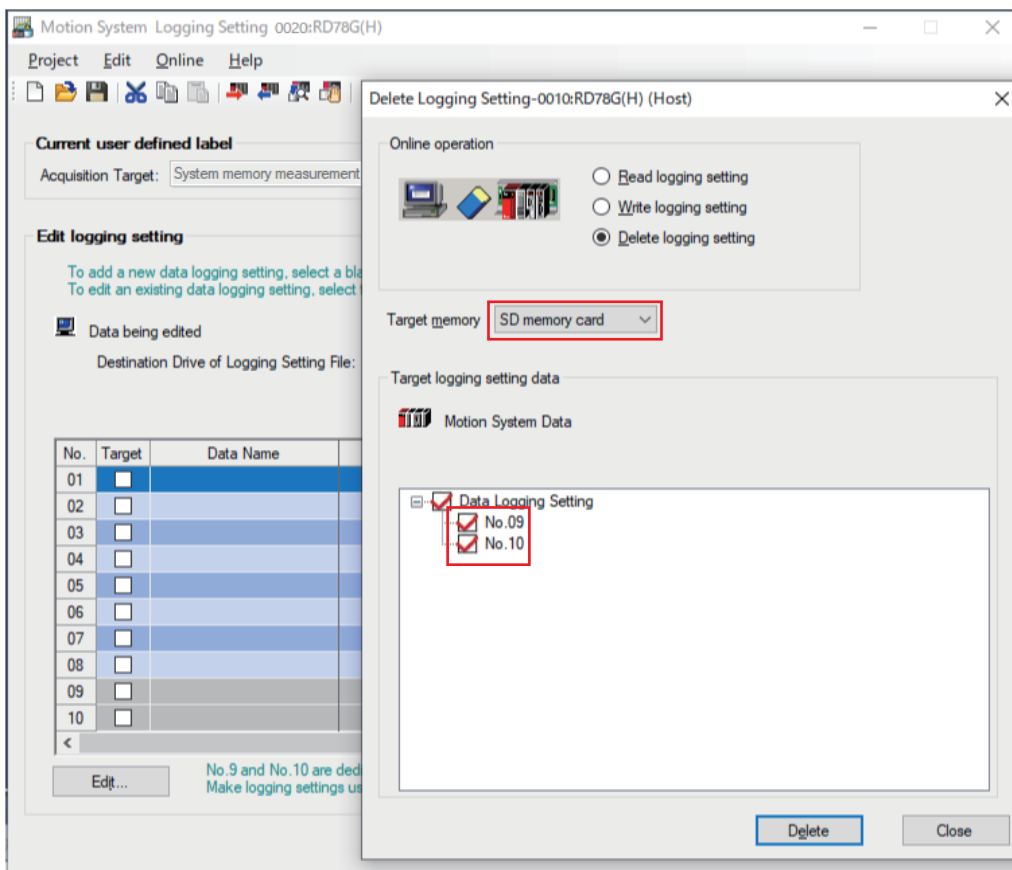 Motion System Logging Setting 0020:RD78G(H)
Project Edit Online Help
Current user defined label
Acquisition Target: System memory measurement
Edit logging setting
To add a new data logging setting, select a bla
To edit an existing data logging setting, select
Data being edited
Destination Drive of Logging Setting File:
No. Target Data Name
01
02
03
04
05
06
07
08
09
10
Edit...
No.9 and No.10 are dedi
Make logging settings us
Delete Logging Setting-0010:RD78G(H) (Host)
Online operation
Read logging setting
Write logging setting
Delete logging setting
Target memory SD memory card
Target logging setting data
Motion System Data
Data Logging Setting
No.09
No.10
Delete Close